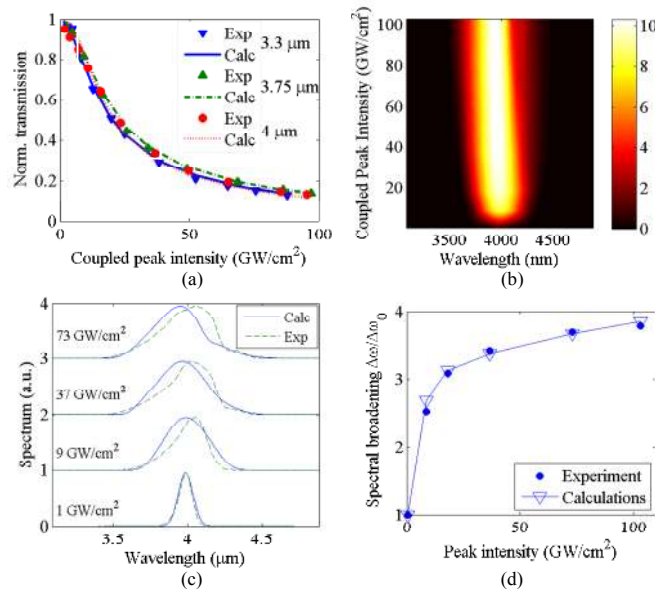 1
0.8
0.6
0.4
0.2
0
0
50
100
Norm. transmission
Coupled peak intensity (GW/cm²)
Exp
Calc
3.3 μm
Exp
Calc
3.75 μm
Exp
Calc
4 μm
(a)
100
80
60
40
20
Coupled Peak Intensity (GW/cm²)
3500
4000
4500
Wavelength (nm)
10
8
6
4
2
0
(b)
4
3
2
1
0
Spectrum (a.u.)
73 GW/cm²
37 GW/cm²
9 GW/cm²
1 GW/cm²
Calc
Exp
3.5
4
4.5
Wavelength (μm)
(c)
4
3
2
1
Spectral broadening Δω/Δω₀
Experiment
Calculations
0
50
100
Peak intensity (GW/cm²)
(d)